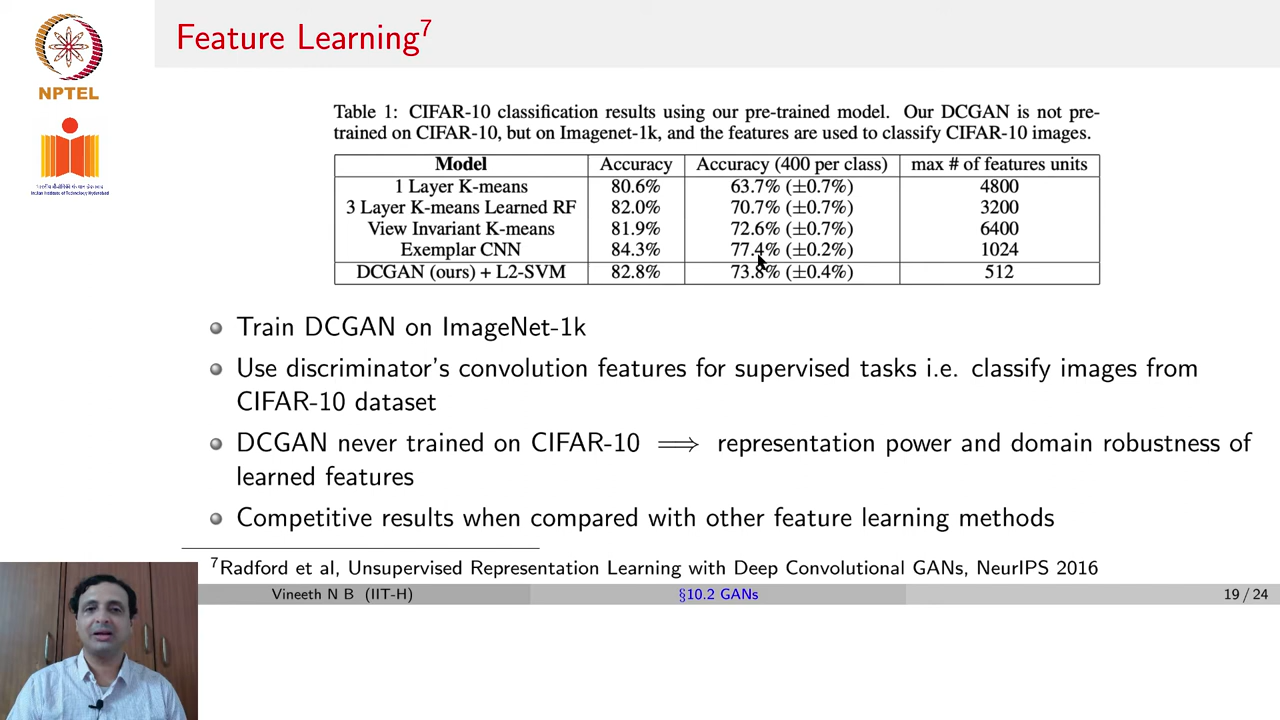 Feature Learning7
NPTEL
Table 1: CIFAR-10 classification results using our pre-trained model. Our DCGAN is not pre-
trained on CIFAR-10, but on Imagenet-1k, and the features are used to classify CIFAR-10 images.
Model Accuracy Accuracy (400 per class) max # of features units
1 Layer K-means 80.6% 63.7% (±0.7%) 4800
3 Layer K-means Learned RF 82.0% 70.7% (±0.7%) 3200
View Invariant K-means 81.9% 72.6% (±0.7%) 6400
Exemplar CNN 84.3% 77.4% (±0.2%) 1024
DCGAN (ours) + L2-SVM 82.8% 73.8% (±0.4%) 512
Train DCGAN on ImageNet-1k
Use discriminator's convolution features for supervised tasks i.e. classify images from
CIFAR-10 dataset
DCGAN never trained on CIFAR-10 ⟹ representation power and domain robustness of
learned features
Competitive results when compared with other feature learning methods
7Radford et al, Unsupervised Representation Learning with Deep Convolutional GANs, NeurIPS 2016
Vineeth N B (IIT-H) §10.2 GANs 19 / 24